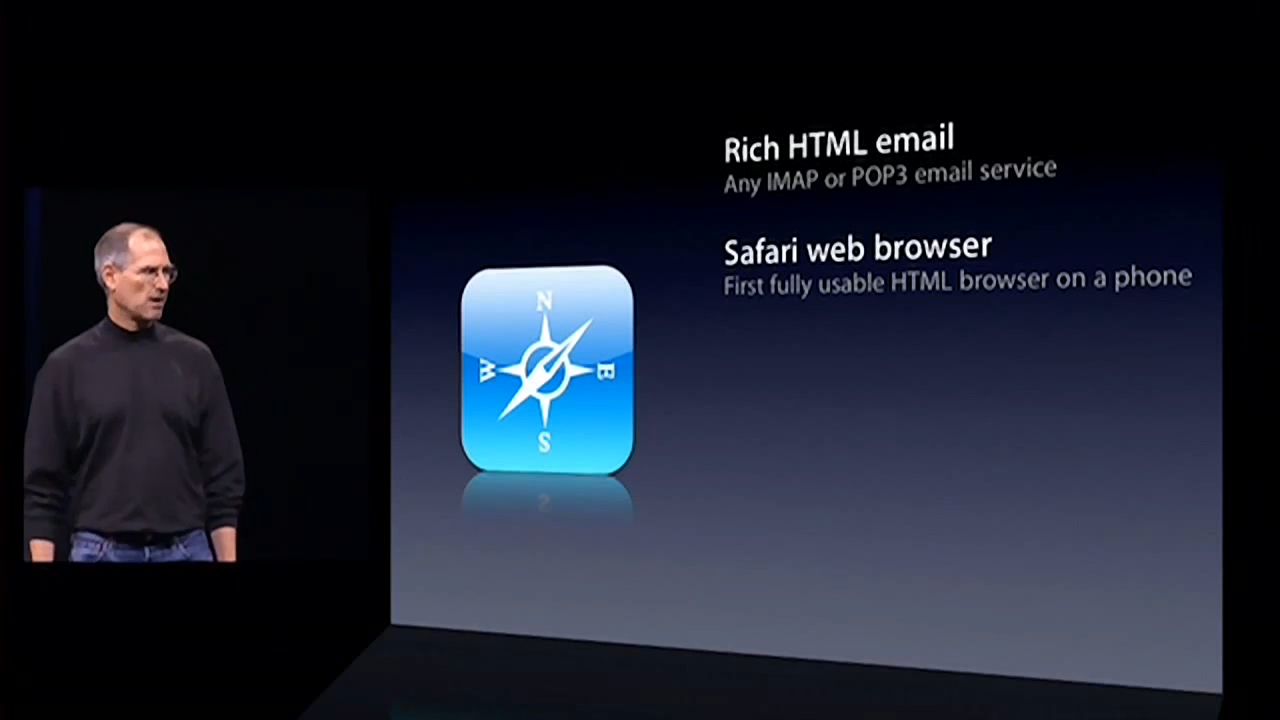 Rich HTML email
Any IMAP or POP3 email service
Safari web browser
First fully usable HTML browser on a phone
N
W
E
S